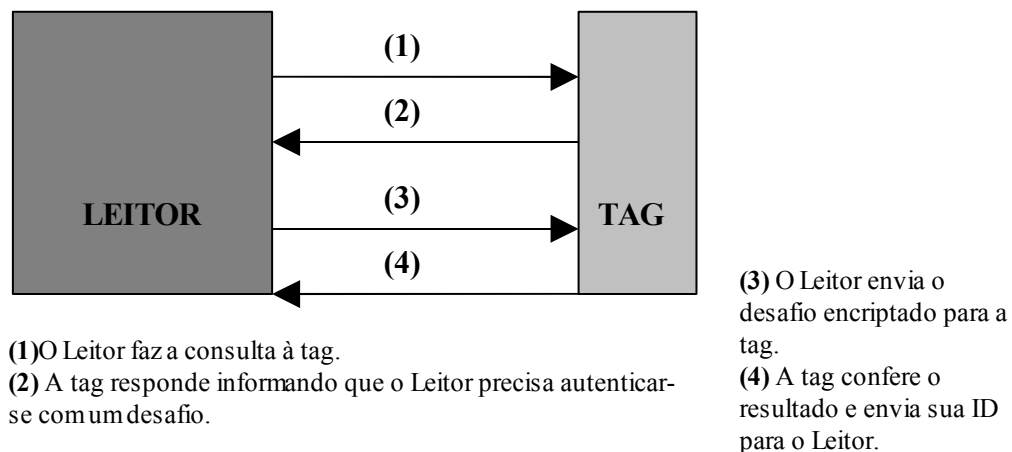 (1)
(2)
LEITOR
(3)
TAG
(4)
(1)O Leitor faz a consulta à tag.
(2) A tag responde informando que o Leitor precisa autenticar-
se com um desafio.
(3) O Leitor envia o
desafio encriptado para a
tag.
(4) A tag confere o
resultado e envia sua ID
para o Leitor.